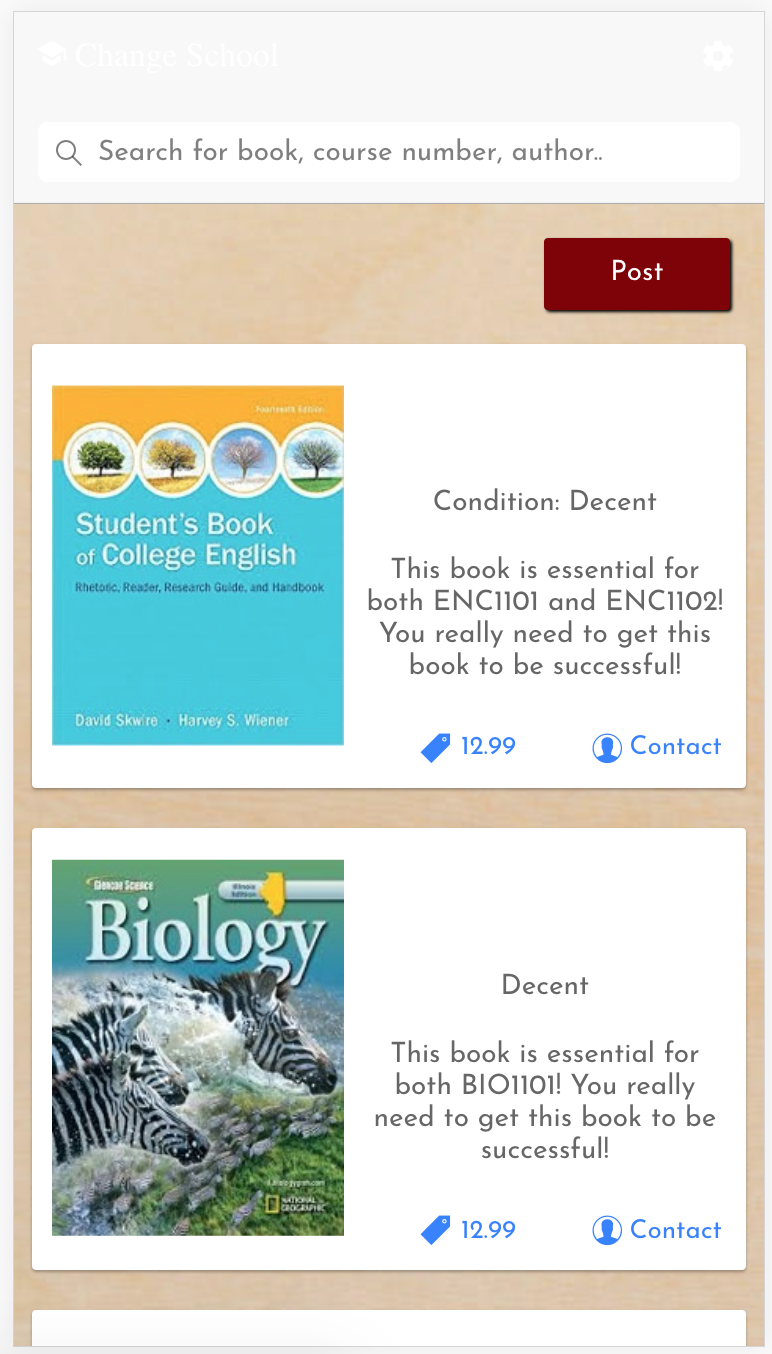 Change School
Search for book, course number, author..
Post
Fourteenth Edition
Student's Book
of College English
Rhetoric, Reader, Research Guide, and Handbook
David Skwire · Harvey S. Wiener
Condition: Decent
This book is essential for
both ENC1101 and ENC1102!
You really need to get this
book to be successful!
12.99
Contact
Glencoe Science
Illinois
Edition
Biology
NATIONAL
GEOGRAPHIC
Decent
This book is essential for
both BIO1101! You really
need to get this book to be
successful!
12.99
Contact